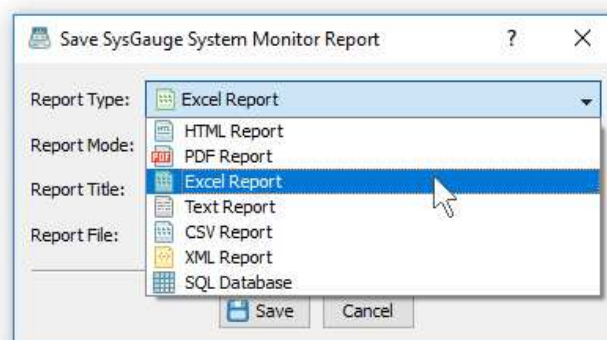 Save SysGauge System Monitor Report ?
Report Type: Excel Report
HTML Report
Report Mode:
PDF PDF Report
Excel Report
Report Title:
Text Report
Report File:
CSV Report
XML Report
SQL Database
Save Cancel